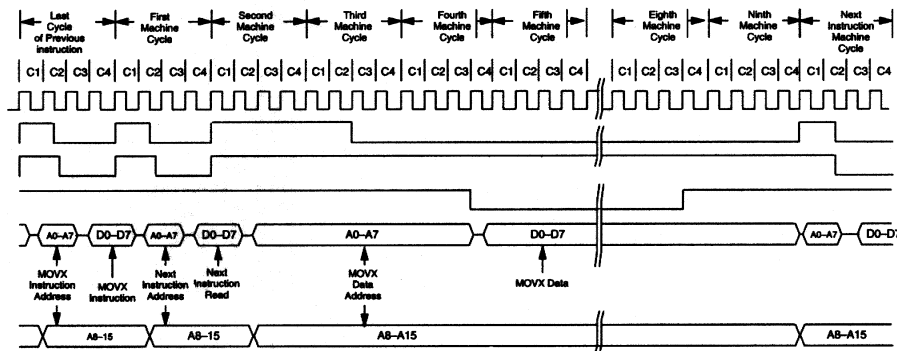 Last Cycle of Previous instruction
First Machine Cycle
Second Machine Cycle
Third Machine Cycle
Fourth Machine Cycle
Fifth Machine Cycle
Eighth Machine Cycle
Ninth Machine Cycle
Next Instruction Machine Cycle
C1 C2 C3 C4 C1 C2 C3 C4 C1 C2 C3 C4 C1 C2 C3 C4 C1 C2 C3 C4 C1 C2 C3 C4 C1 C2 C3 C4 C1 C2 C3 C4 C1 C2 C3 C4
A0–A7 D0–D7 A0–A7 D0–D7 A0–A7 D0–D7 A0–A7 D0–D7
MOVX Instruction Address
MOVX Instruction
Next Instruction Address
Next Instruction Read
MOVX Data Address
MOVX Data
A8–15 A8–15 A8–A15 A8–A15